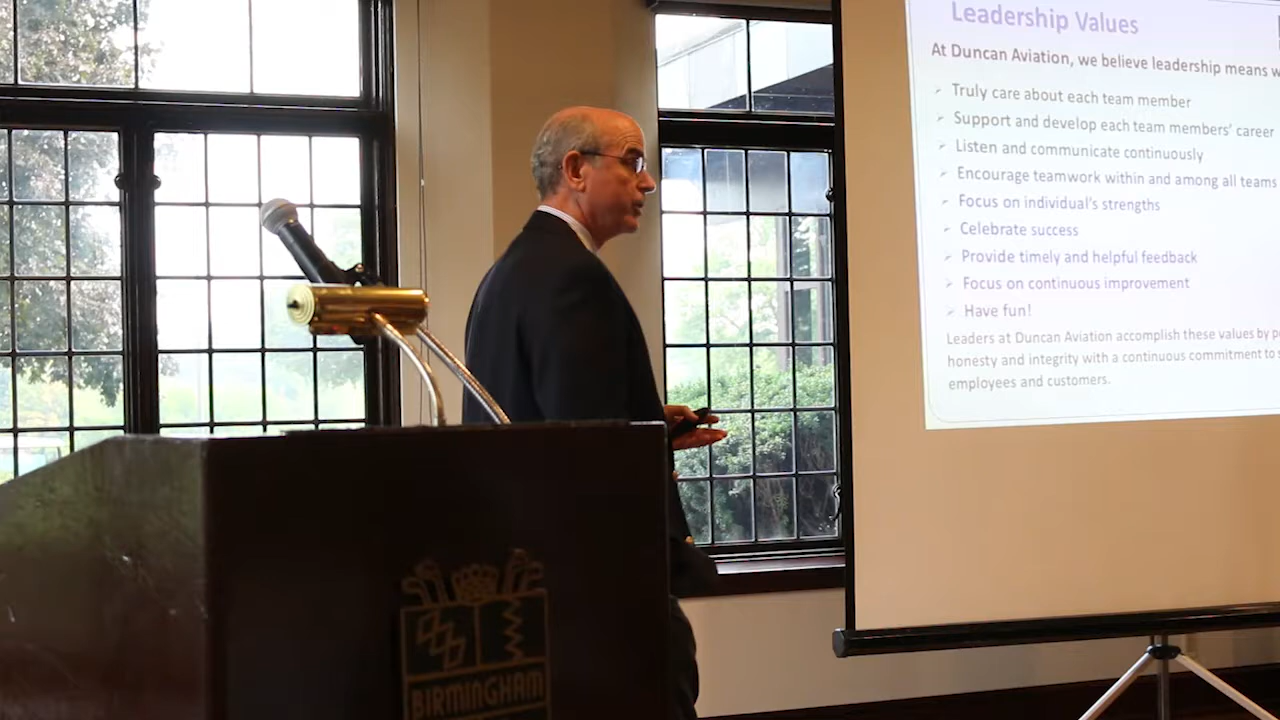 Leadership Values
At Duncan Aviation, we believe leadership means w
Truly care about each team member
Support and develop each team members' career
Listen and communicate continuously
Encourage teamwork within and among all teams
Focus on individual's strengths
Celebrate success
Provide timely and helpful feedback
Focus on continuous improvement
Have fun!
Leaders at Duncan Aviation accomplish these values by p
honesty and integrity with a continuous commitment to s
employees and customers.
BIRMINGHAM